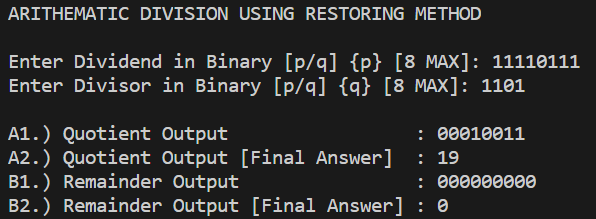 ARITHEMATIC DIVISION USING RESTORING METHOD
Enter Dividend in Binary [p/q] {p} [8 MAX]: 11110111
Enter Divisor in Binary [p/q] {q} [8 MAX]: 1101
A1.) Quotient Output : 00010011
A2.) Quotient Output [Final Answer] : 19
B1.) Remainder Output : 000000000
B2.) Remainder Output [Final Answer] : 0